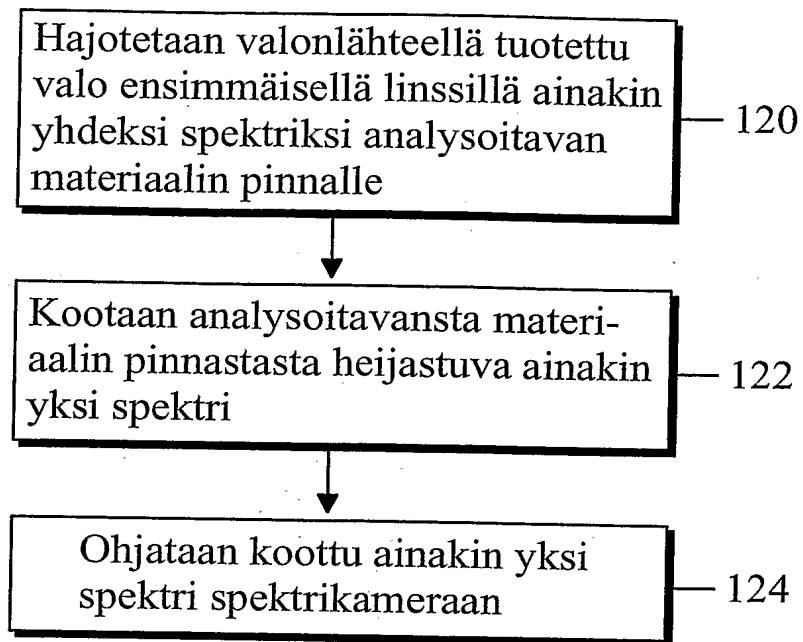 Hajotetaan valonlähteellä tuotettu
valo ensimmäisellä linssillä ainakin
yhdeksi spektriksi analysoitavan
materiaalin pinnalle
120
Kootaan analysoitavansta materi-
aalin pinnastasta heijastuva ainakin
yksi spektri
122
Ohjataan koottu ainakin yksi
spektri spektrikameraan
124